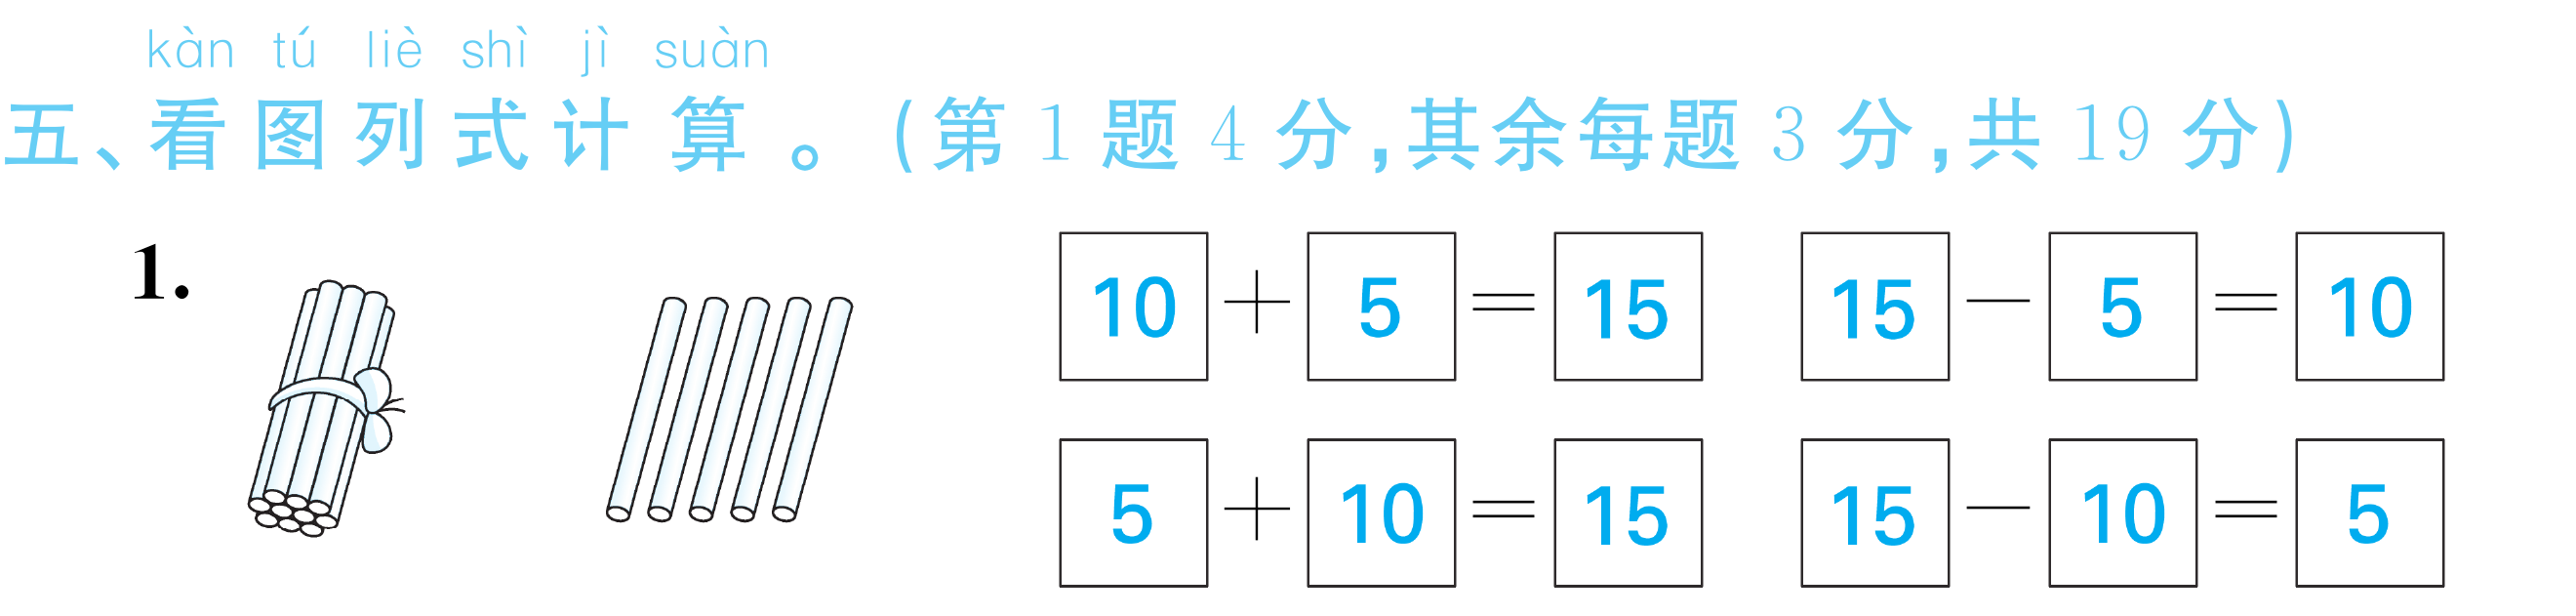 kàn tú liè shì jì suàn
五、看图列式计算。(第1题4分,其余每题3分,共19分)
1.
10+5=15 15-5=10
5+10=15 15-10=5